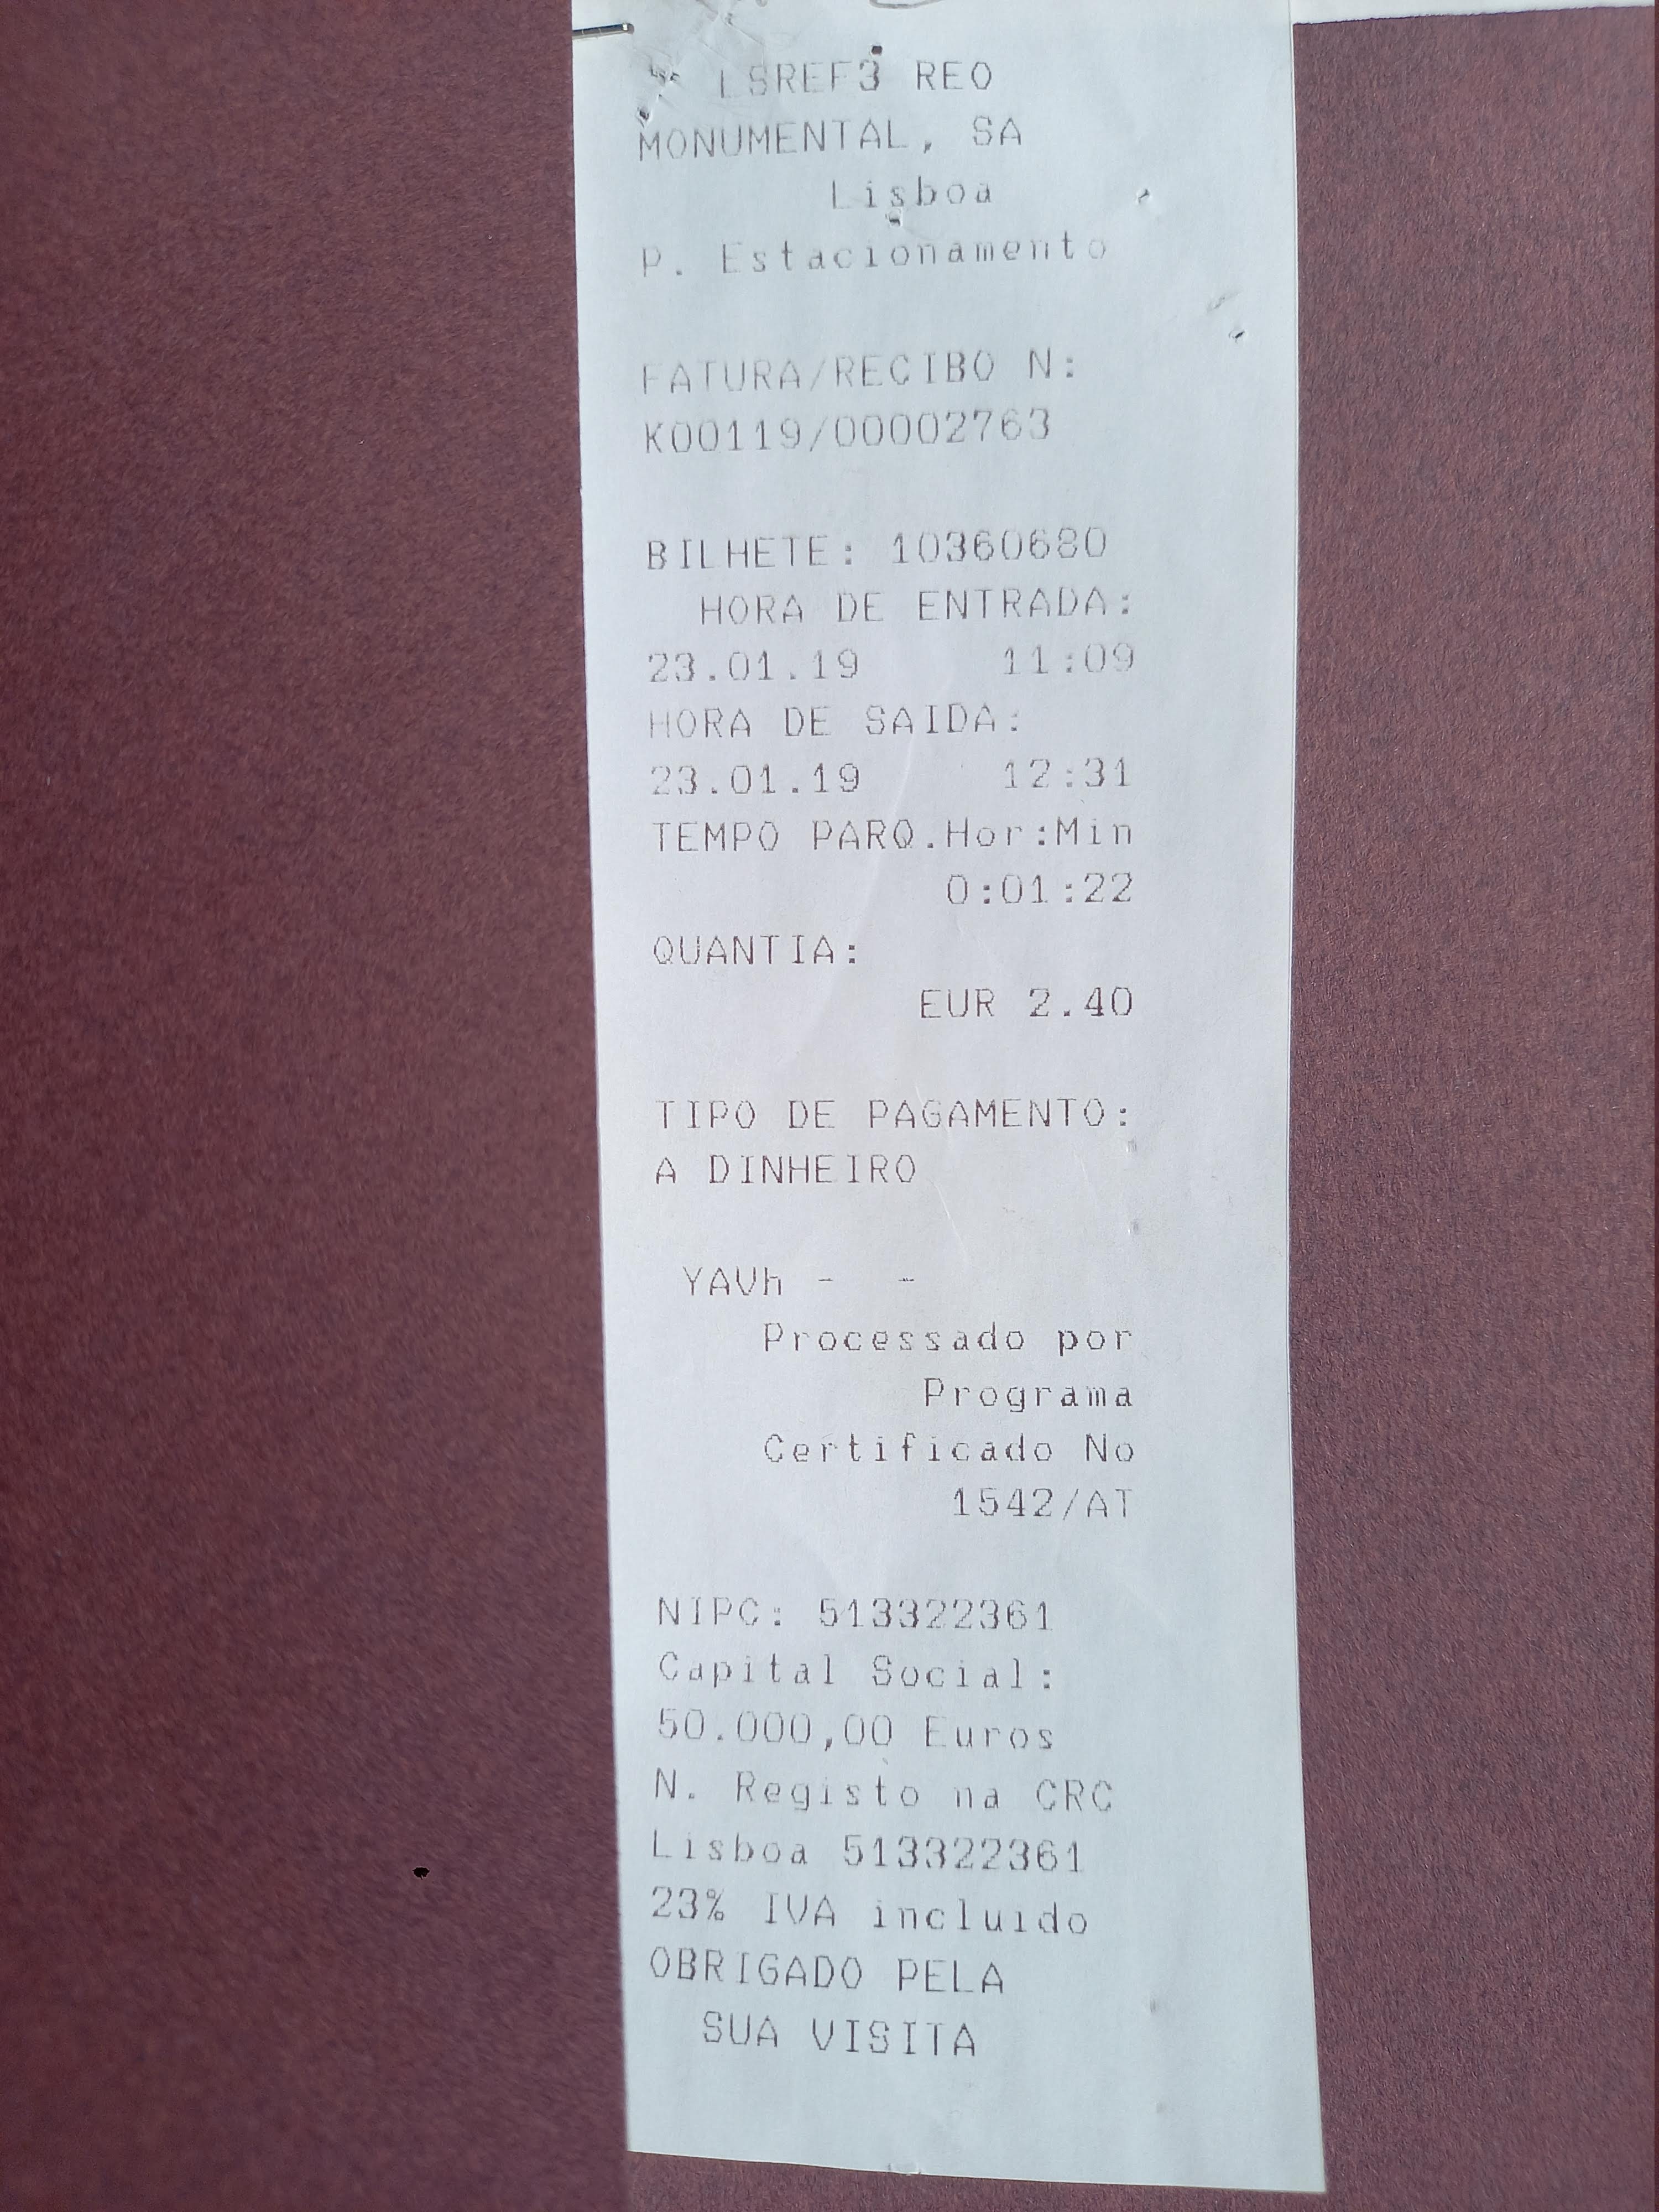 LSREF3 REO
MONUMENTAL, SA
Lisboa
P. Estacionamento
FATURA/RECIBO N:
K00119/00002763
BILHETE: 10360680
HORA DE ENTRADA:
23.01.19 11:09
HORA DE SAIDA:
23.01.19 12:31
TEMPO PARQ.Hor:Min
0:01:22
QUANTIA:
EUR 2.40
TIPO DE PAGAMENTO:
A DINHEIRO
YAVh - -
Processado por
Programa
Certificado No
1542/AT
NIPC: 513322361
Capital Social:
50.000,00 Euros
N. Registo na CRC
Lisboa 513322361
23% IVA incluido
OBRIGADO PELA
SUA VISITA